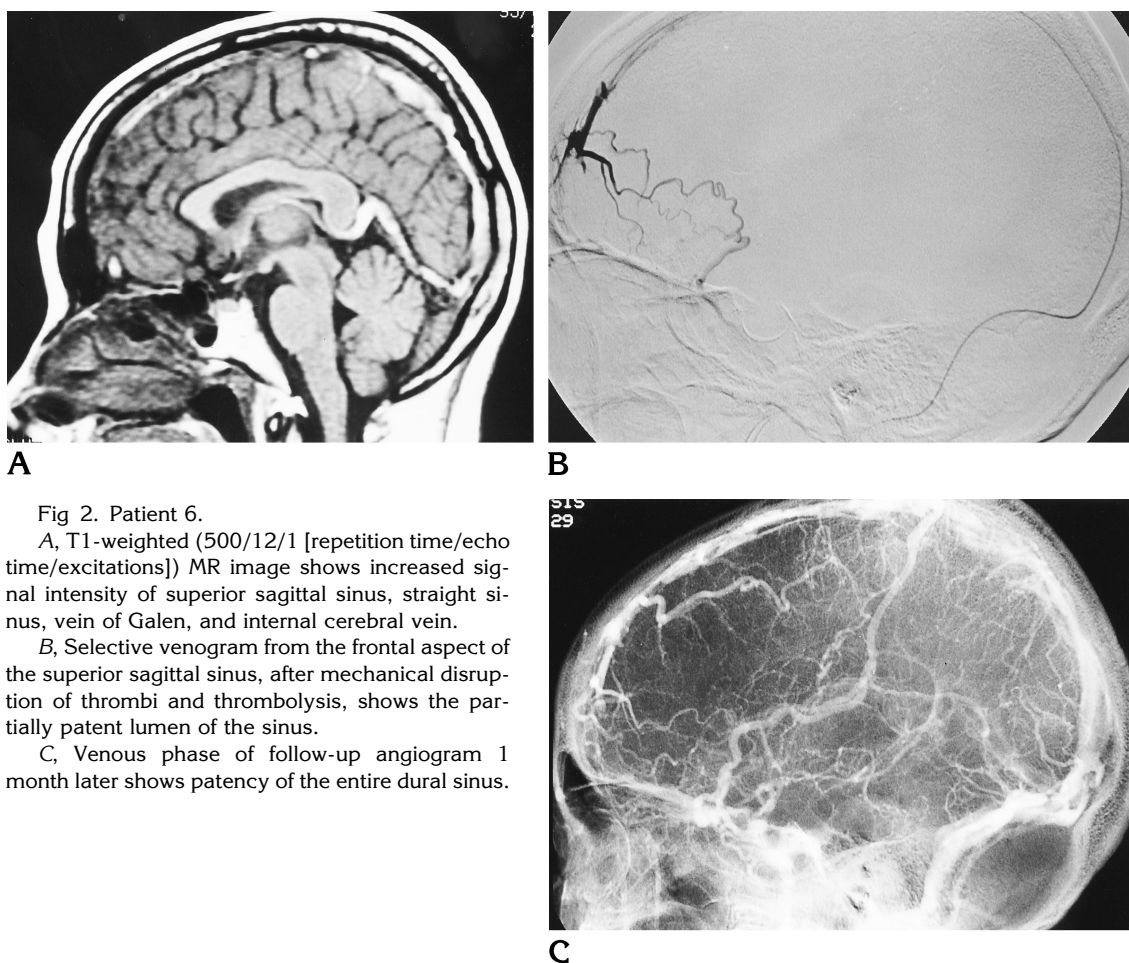 A
B
Fig 2. Patient 6.
A, T1-weighted (500/12/1 [repetition time/echo
time/excitations]) MR image shows increased sig-
nal intensity of superior sagittal sinus, straight si-
nus, vein of Galen, and internal cerebral vein.
B, Selective venogram from the frontal aspect of
the superior sagittal sinus, after mechanical disrup-
tion of thrombi and thrombolysis, shows the par-
tially patent lumen of the sinus.
C, Venous phase of follow-up angiogram 1
month later shows patency of the entire dural sinus.
SIS
29
C